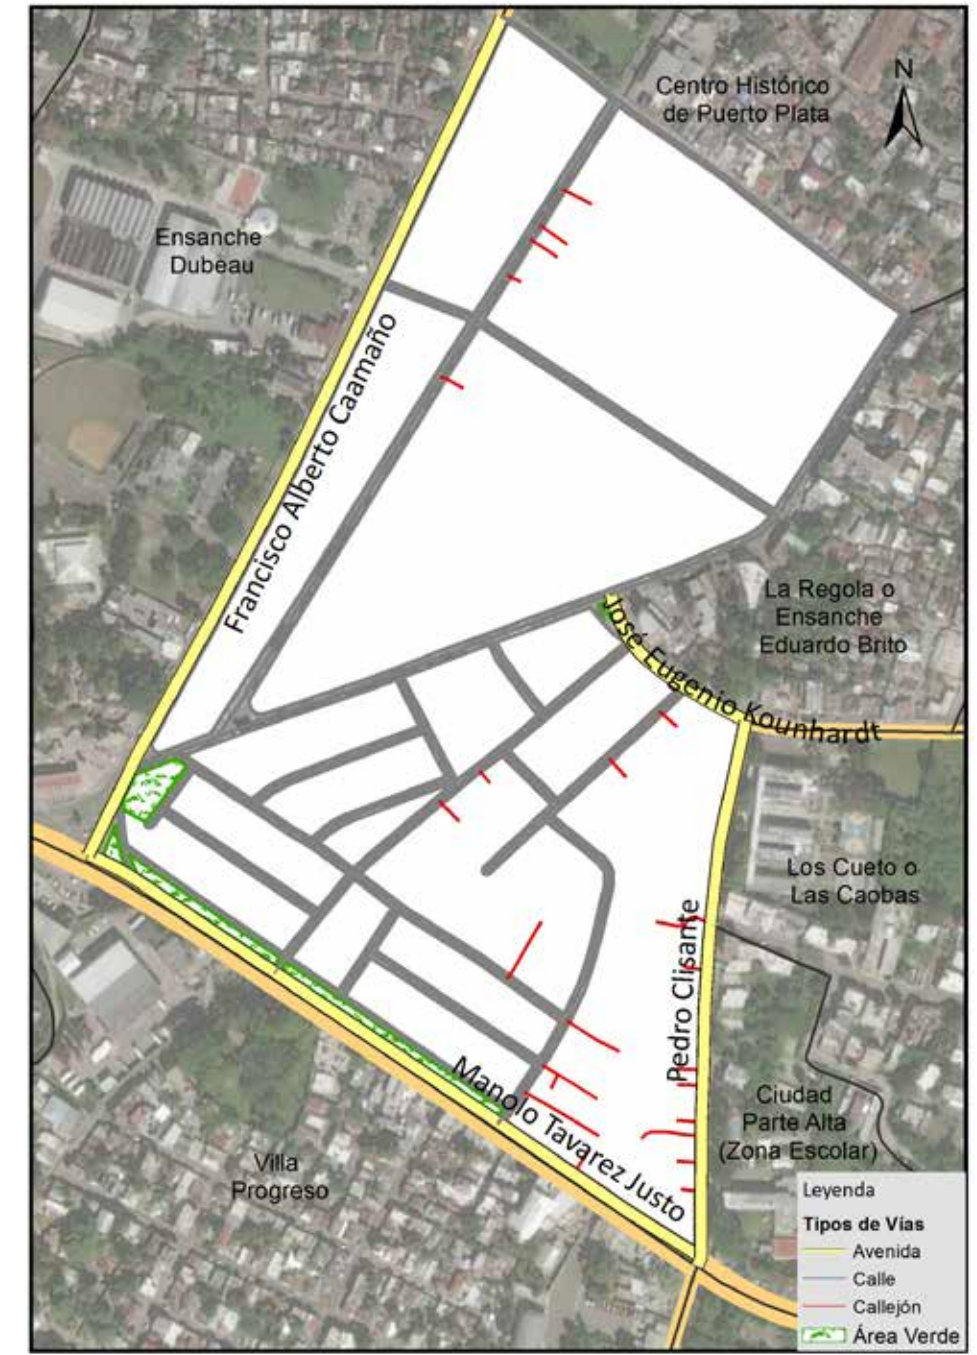 Centro Histórico
de Puerto Plata
N
Ensanche
Dubeau
Francisco Alberto Caamaño
La Regola o
Ensanche
Eduardo Brito
José Eugenio Kounhardt
Los Cueto o
Las Caobas
Pedro Clisante
Manolo Tavarez Justo
Ciudad
Parte Alta
(Zona Escolar)
Villa
Progreso
Leyenda
Tipos de Vías
Avenida
Calle
Callejón
Área Verde